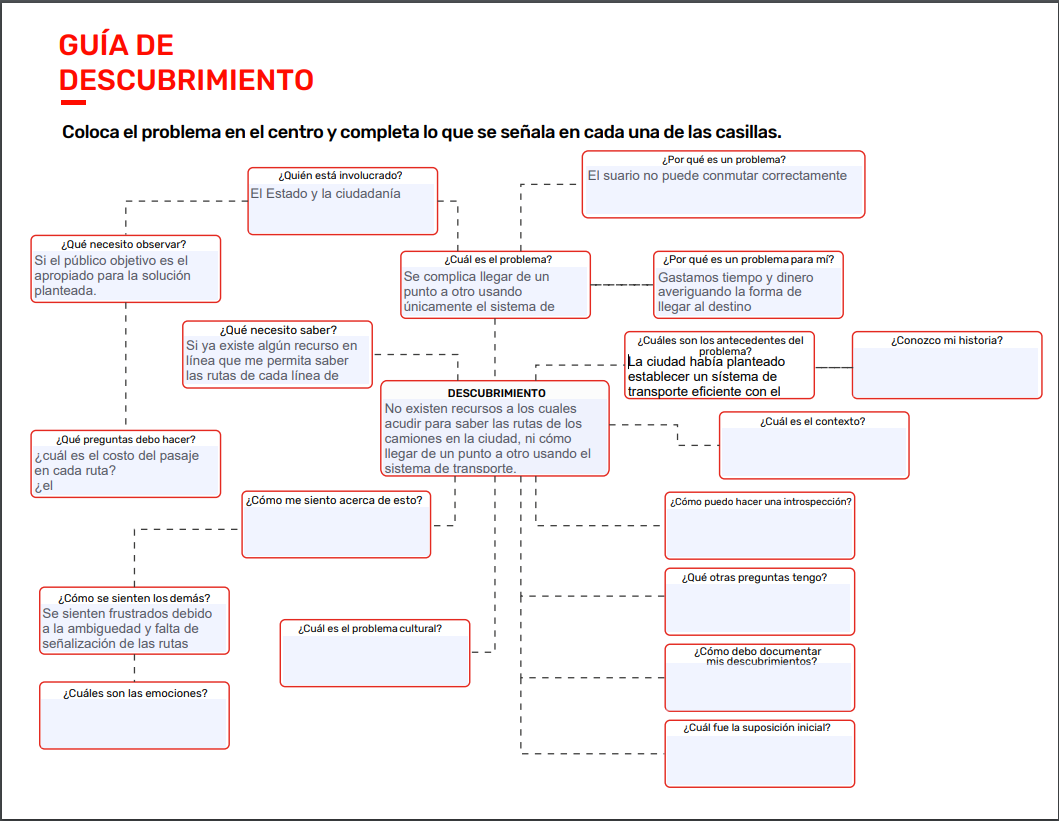 GUÍA DE
DESCUBRIMIENTO
Coloca el problema en el centro y completa lo que se señala en cada una de las casillas.
¿Quién está involucrado?
El Estado y la ciudadanía
¿Por qué es un problema?
El suario no puede conmutar correctamente
¿Qué necesito observar?
Si el público objetivo es el
apropiado para la solución
planteada.
¿Cuál es el problema?
Se complica llegar de un
punto a otro usando
únicamente el sistema de
¿Por qué es un problema para mí?
Gastamos tiempo y dinero
averiguando la forma de
llegar al destino
¿Qué necesito saber?
Si ya existe algún recurso en
línea que me permita saber
las rutas de cada línea de
¿Cuáles son los antecedentes del
problema?
La ciudad había planteado
establecer un sístema de
transporte eficiente con el
¿Conozco mi historia?
DESCUBRIMIENTO
No existen recursos a los cuales
acudir para saber las rutas de los
camiones en la ciudad, ni cómo
llegar de un punto a otro usando el
sistema de transporte.
¿Cuál es el contexto?
¿Qué preguntas debo hacer?
¿cuál es el costo del pasaje
en cada ruta?
¿el
¿Cómo me siento acerca de esto?
¿Cómo puedo hacer una introspección?
¿Qué otras preguntas tengo?
¿Cómo se sienten los demás?
Se sienten frustrados debido
a la ambiguedad y falta de
señalización de las rutas
¿Cuál es el problema cultural?
¿Cómo debo documentar
mis descubrimientos?
¿Cuáles son las emociones?
¿Cuál fue la suposición inicial?